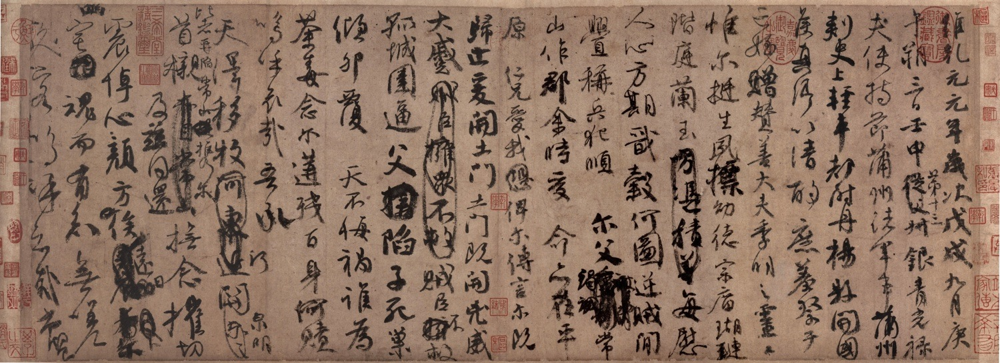 維乾元元年歲次戊戌九月庚
午朔三日壬申第十三從父叔銀青光祿
夫使持節蒲州諸軍事蒲州
刺史上輕車都尉丹楊縣開國
侯真卿以清酌庶羞祭于
亡姪贈贊善大夫季明之靈曰
惟爾挺生夙標幼德宗廟瑚璉
階庭蘭玉方憑積善每慰
人心方期戩穀何圖逆賊閒
釁稱兵犯順爾父竭誠常
山作郡余時受命亦在平
原仁兄愛我恐俾爾傳言爾既
歸止爰開土門土門既開兇威
大蹙賊臣擁眾不救賊臣不救
孤城圍逼父擒陷子死巢
傾卵覆天不悔禍誰為
荼毒念爾遘殘百身何贖
嗚呼哀哉吾承
天澤移牧河東近河關泉明
比者再陷常山攜爾
首櫬亦自常山及茲同還撫念摧切
震悼心顏方俟遠日卜爾
幽宅魂而有知無嗟
久客嗚呼哀哉尚饗